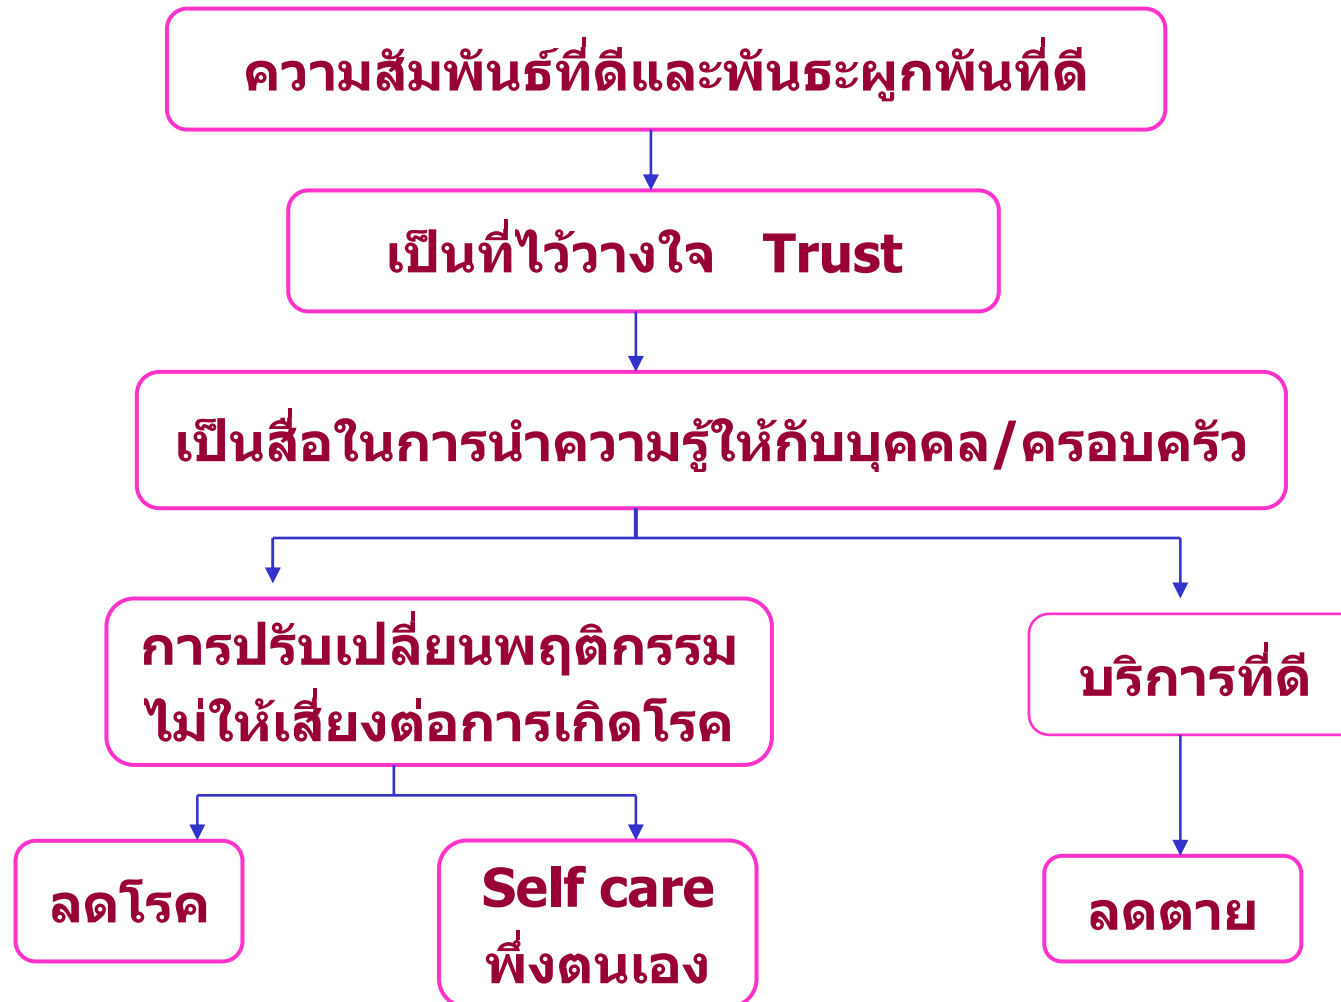 ความสัมพันธ์ที่ดีและพันธะผูกพันที่ดี
เป็นที่ไว้วางใจ Trust
เป็นสื่อในการนำความรู้ให้กับบุคคล/ครอบครัว
การปรับเปลี่ยนพฤติกรรม
ไม่ให้เสี่ยงต่อการเกิดโรค
บริการที่ดี
ลดโรค
Self care
พึ่งตนเอง
ลดตาย